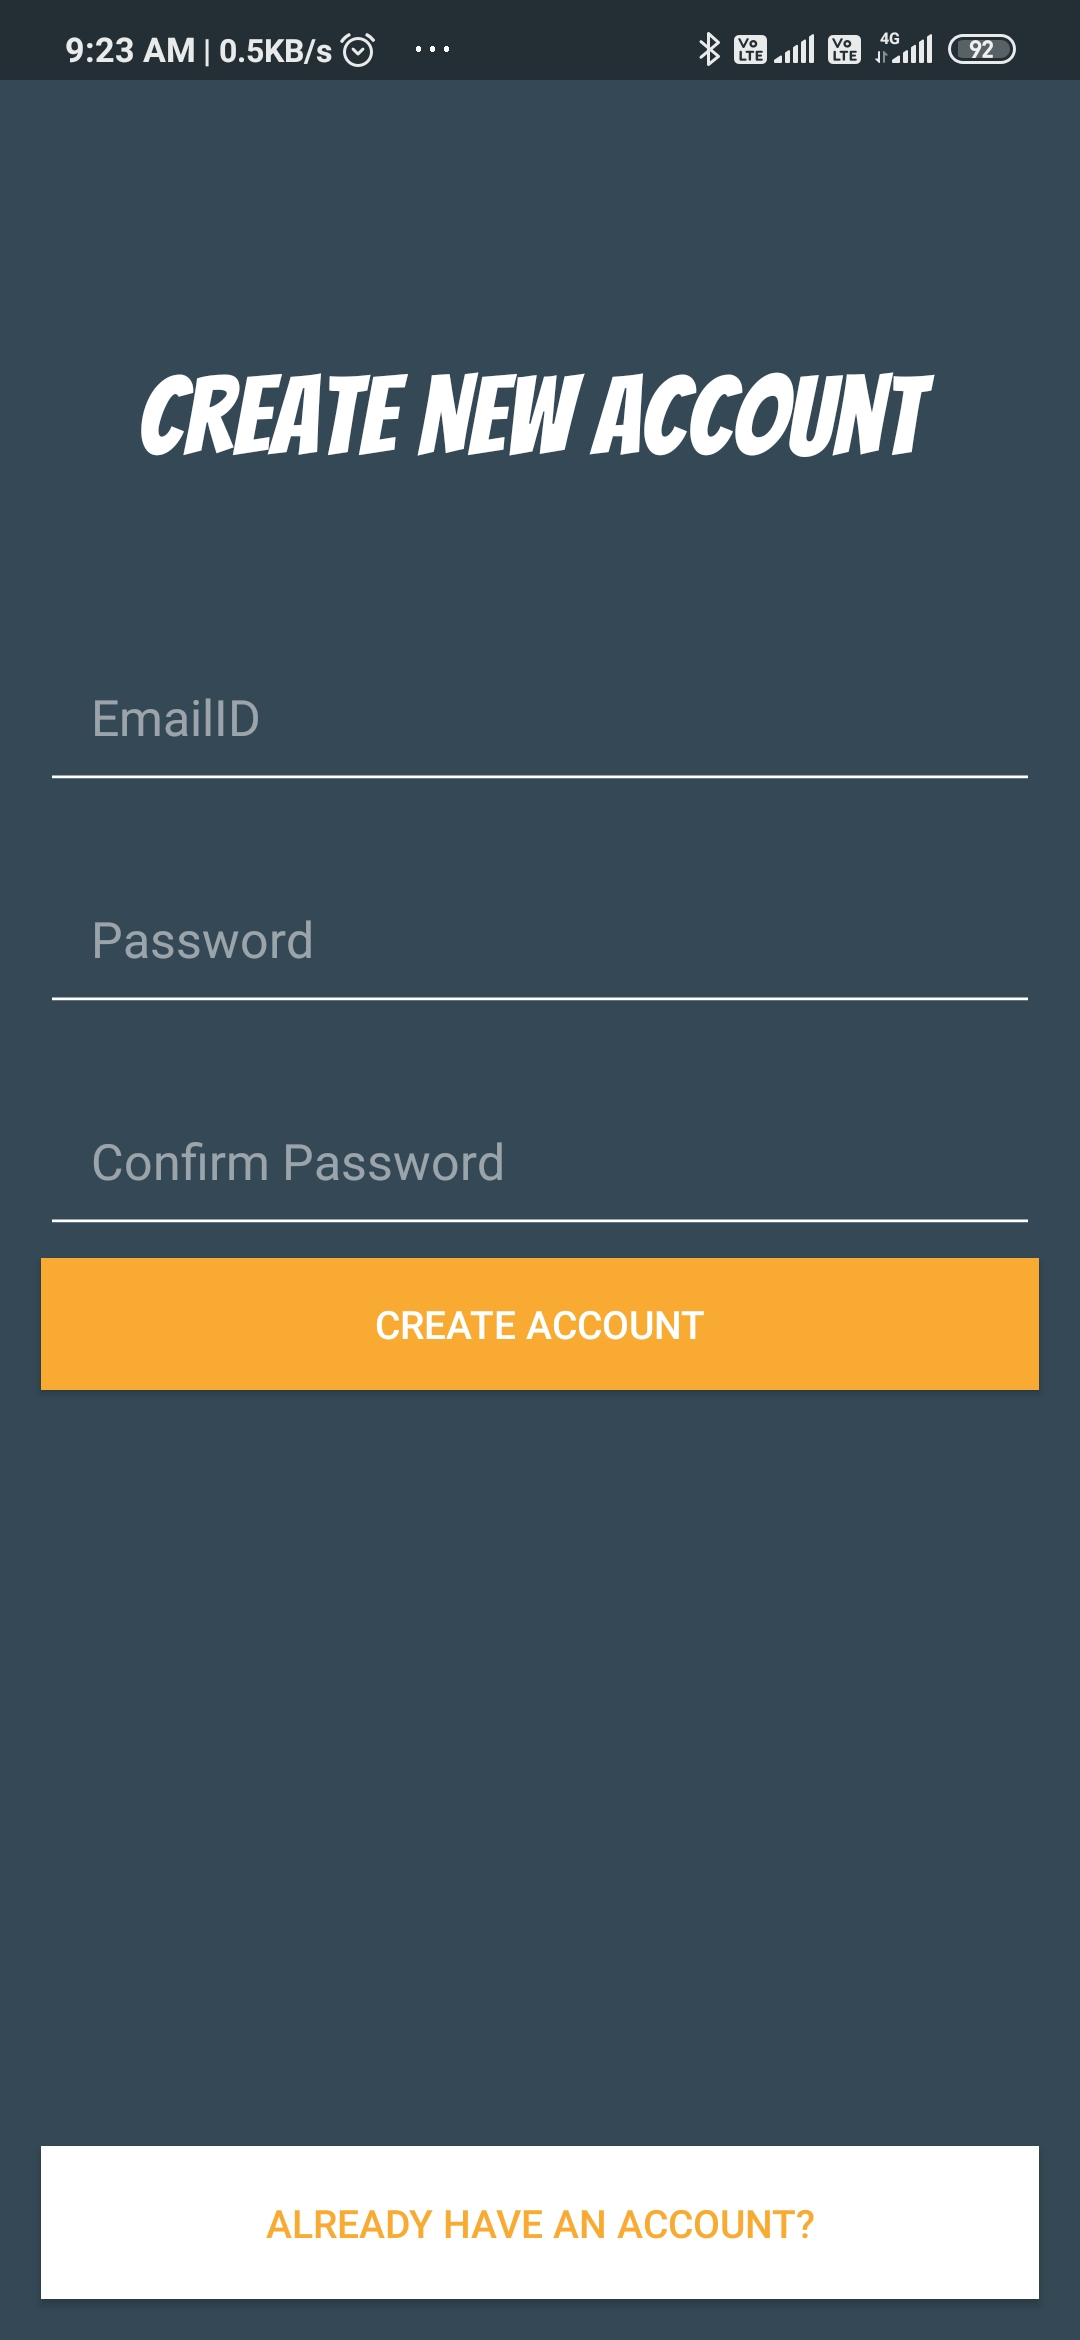 9:23 AM | 0.5KB/s ... Vo LTE Vo LTE 4G 92
CREATE NEW ACCOUNT
EmailID
Password
Confirm Password
CREATE ACCOUNT
ALREADY HAVE AN ACCOUNT?